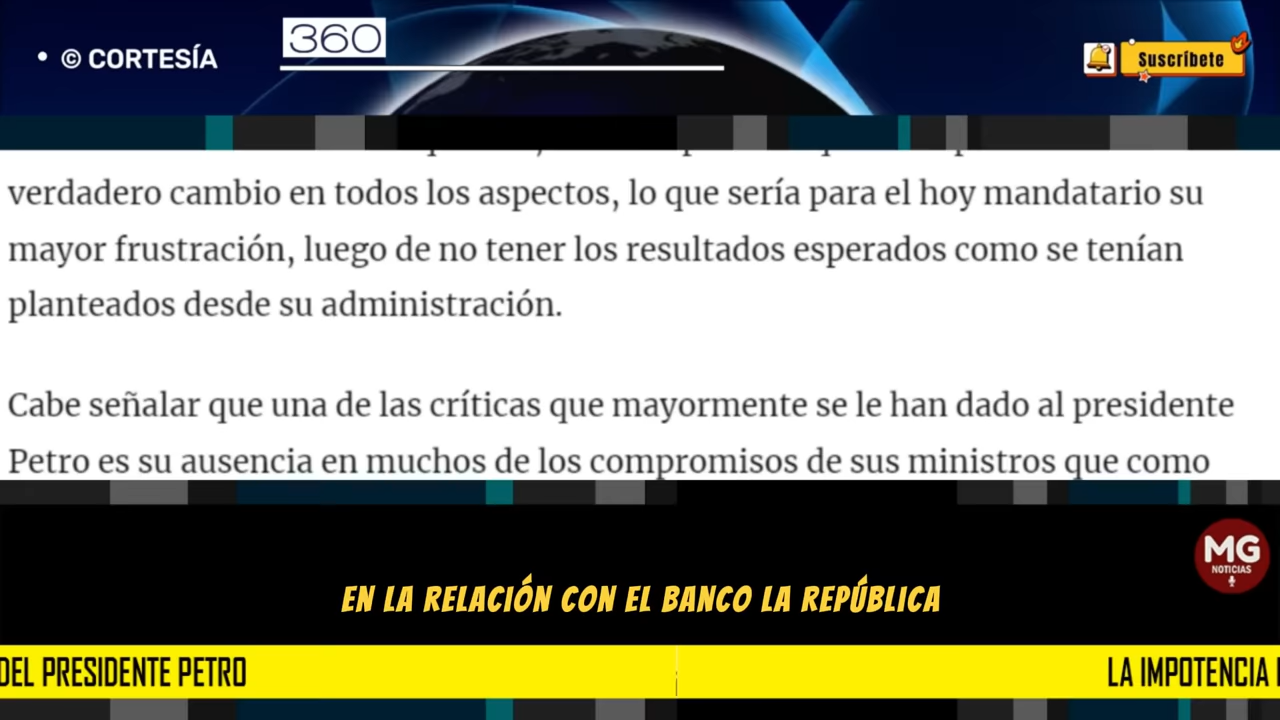 • © CORTESÍA
360
Suscríbete
verdadero cambio en todos los aspectos, lo que sería para el hoy mandatario su
mayor frustración, luego de no tener los resultados esperados como se tenían
planteados desde su administración.
Cabe señalar que una de las críticas que mayormente se le han dado al presidente
Petro es su ausencia en muchos de los compromisos de sus ministros que como
MG
NOTICIAS
EN LA RELACIÓN CON EL BANCO LA REPÚBLICA
DEL PRESIDENTE PETRO
LA IMPOTENCIA